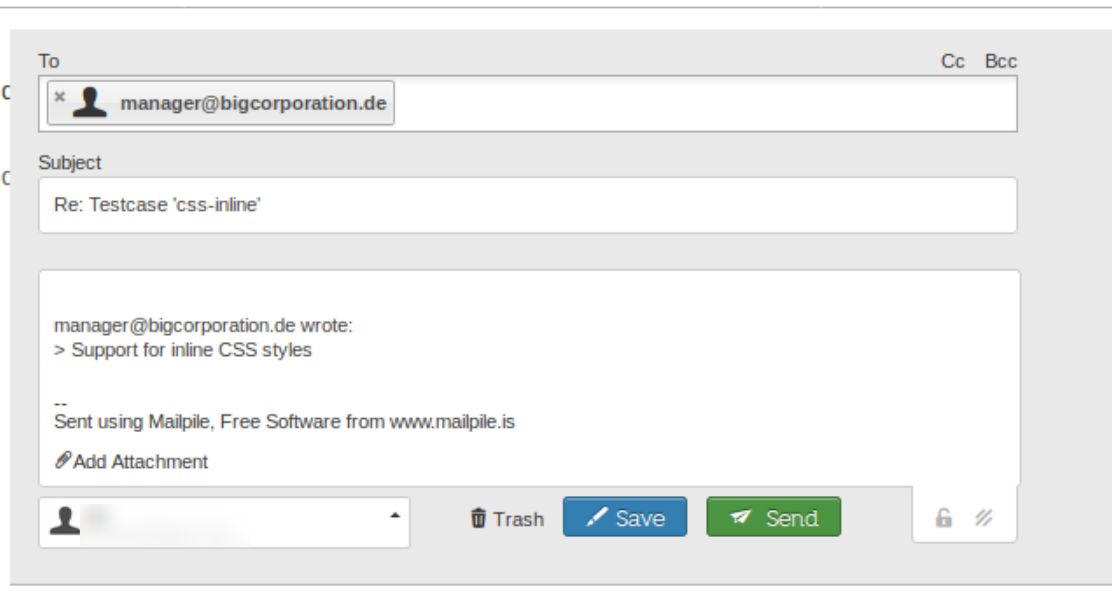 To
Cc Bcc
× manager@bigcorporation.de
Subject
Re: Testcase 'css-inline'
manager@bigcorporation.de wrote:
> Support for inline CSS styles
--
Sent using Mailpile, Free Software from www.mailpile.is
Add Attachment
Trash Save Send